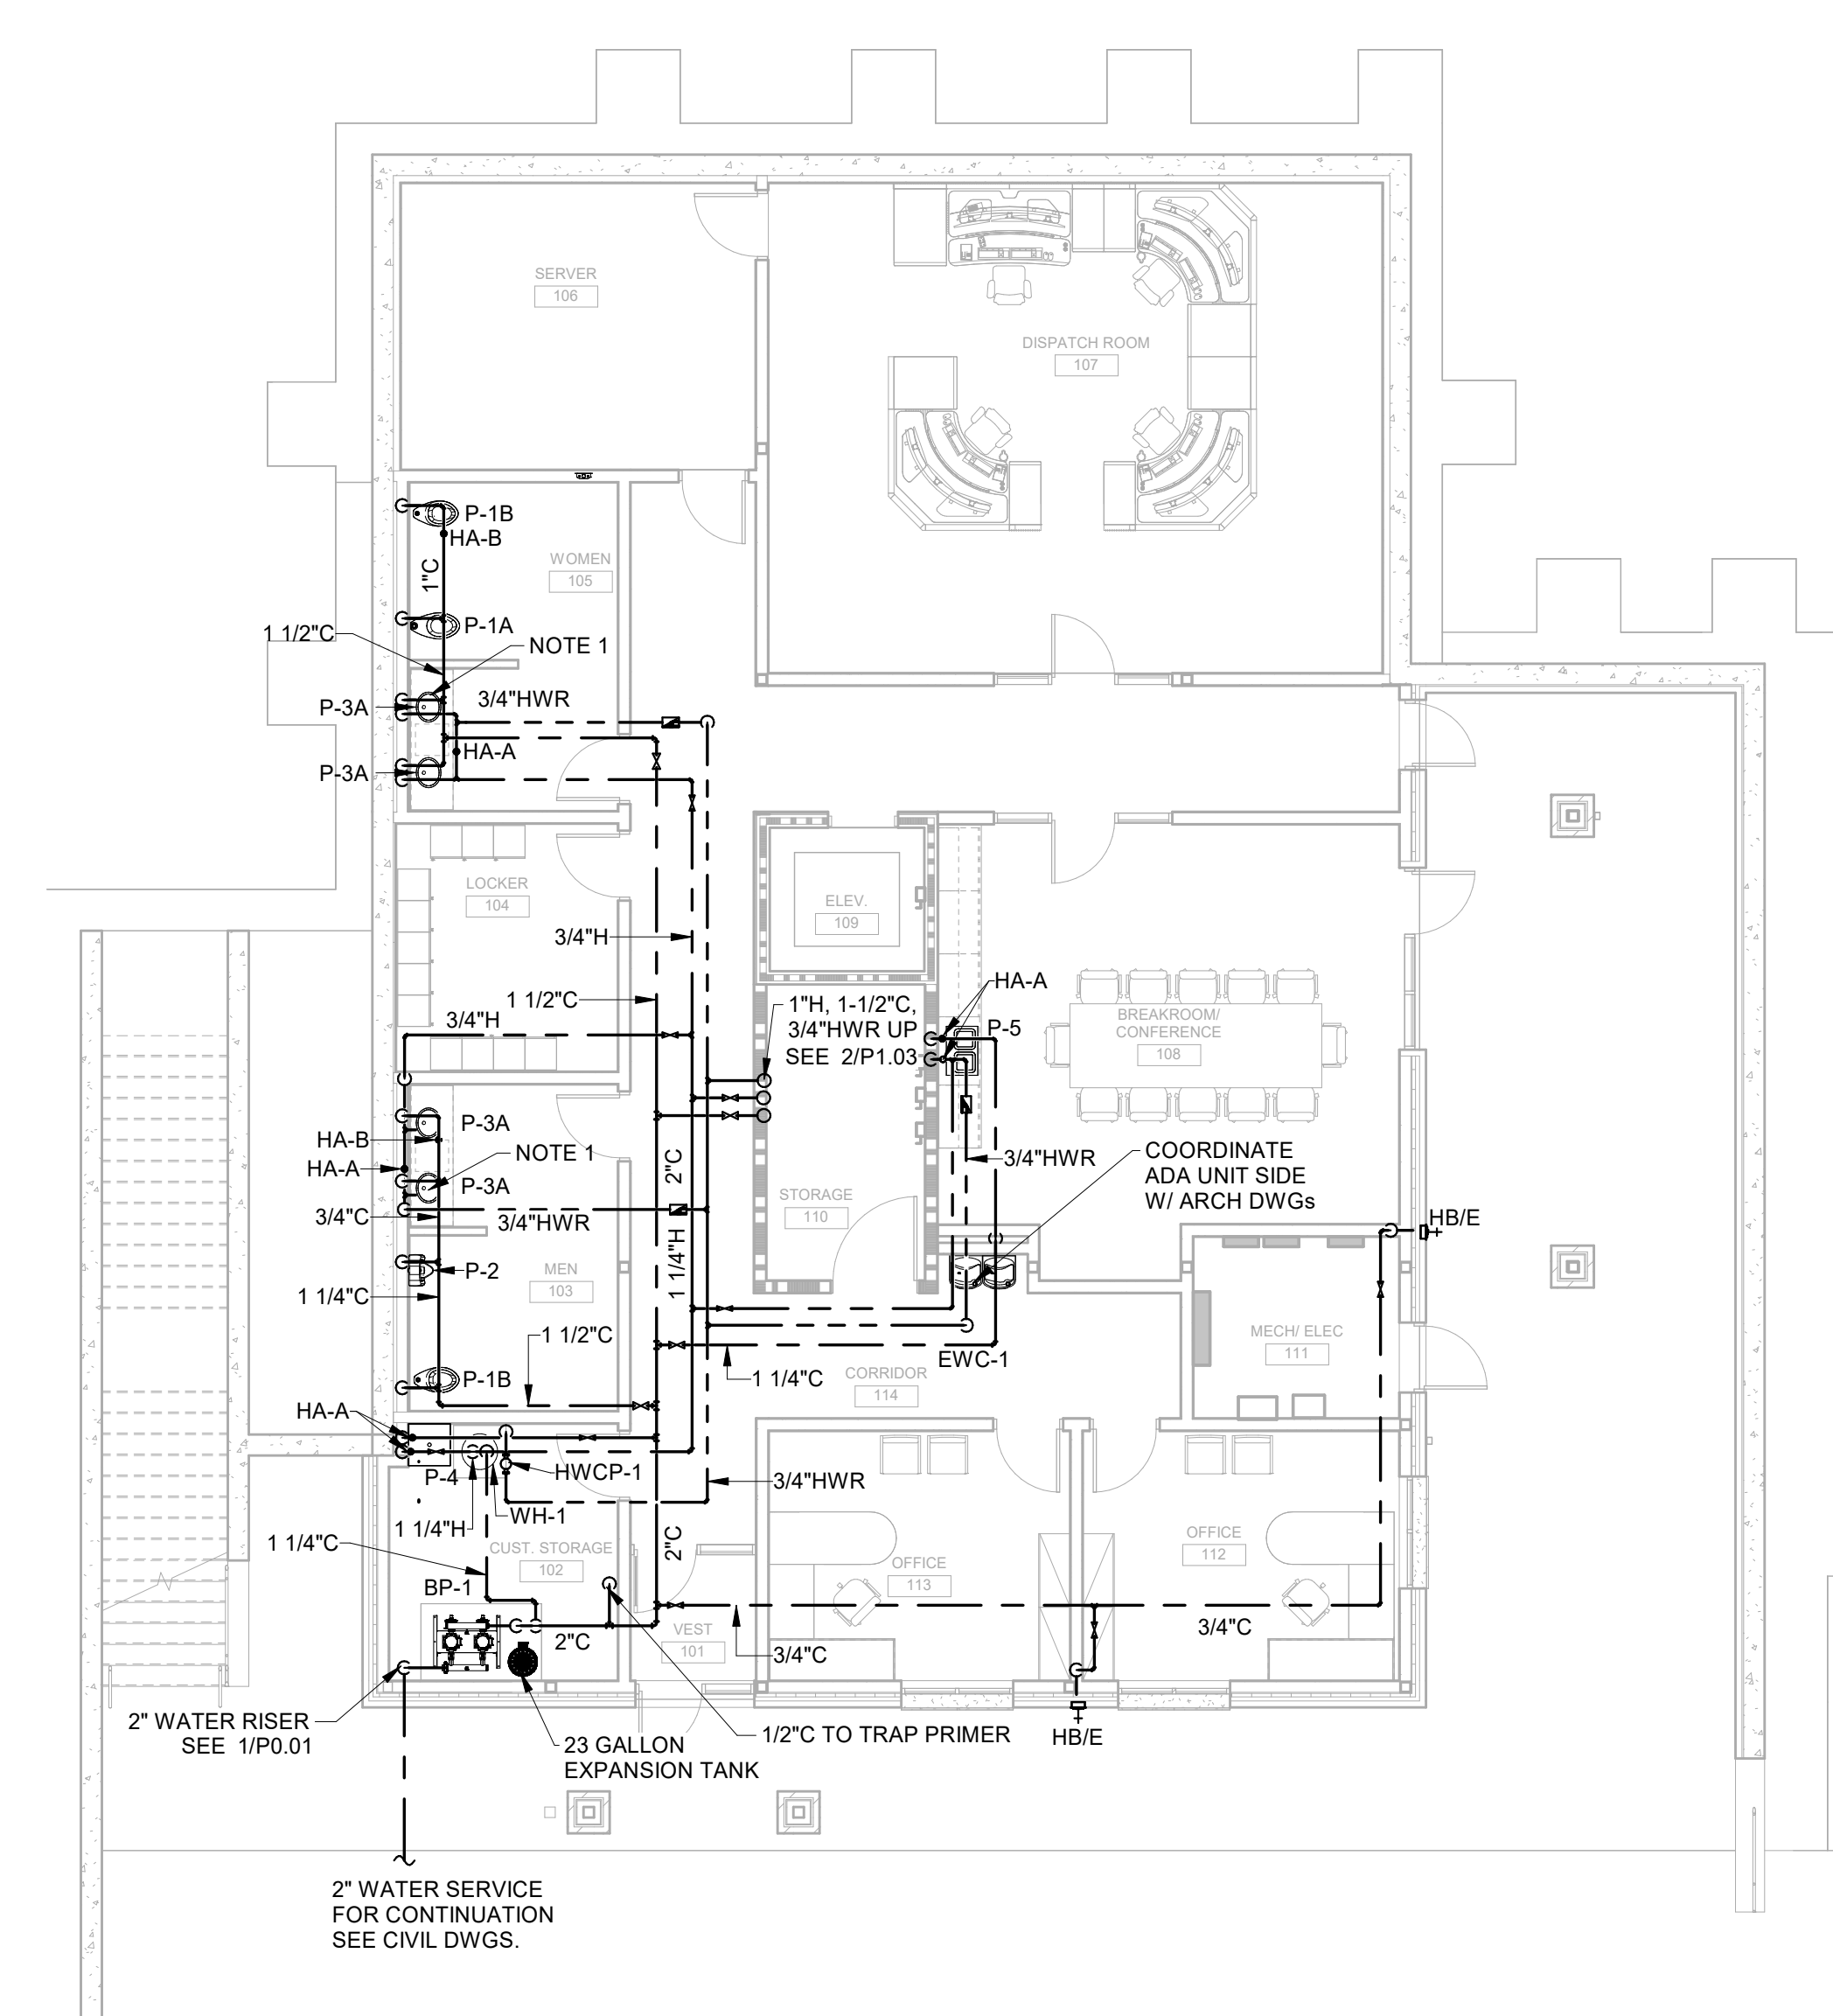 SERVER
106
DISPATCH ROOM
107
P-1B
HA-B
WOMEN
105
1"C
P-1A
1 1/2"C
NOTE 1
3/4"HWR
P-3A
HA-A
P-3A
LOCKER
104
ELEV.
109
3/4"H
HA-A
1 1/2"C
1"H, 1-1/2"C,
3/4"HWR UP
SEE 2/P1.03
3/4"H
P-5
BREAKROOM/
CONFERENCE
108
P-3A
HA-B
HA-A
NOTE 1
2"C
3/4"HWR
COORDINATE
ADA UNIT SIDE
W/ ARCH DWGs
P-3A
STORAGE
110
3/4"C
3/4"HWR
HB/E
P-2
MEN
103
1 1/4"H
1 1/4"C
1 1/2"C
MECH/ ELEC
111
EWC-1
P-1B
1 1/4"C
CORRIDOR
114
HA-A
P-4
HWCP-1
3/4"HWR
WH-1
1 1/4"H
1 1/4"C
CUST. STORAGE
102
2"C
OFFICE
113
OFFICE
112
BP-1
2"C
VEST
101
3/4"C
3/4"C
2" WATER RISER
SEE 1/P0.01
23 GALLON
EXPANSION TANK
1/2"C TO TRAP PRIMER
HB/E
2" WATER SERVICE
FOR CONTINUATION
SEE CIVIL DWGS.